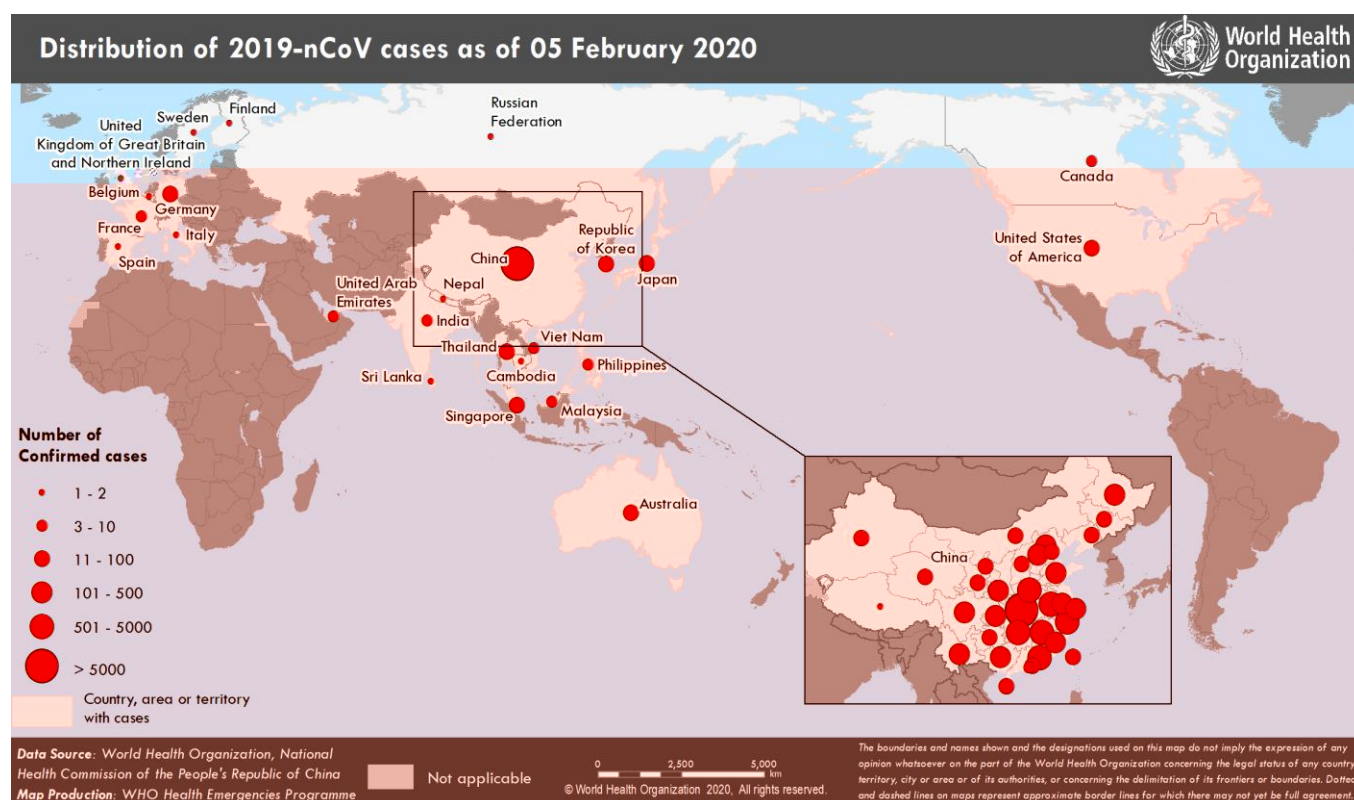 Distribution of 2019-nCoV cases as of 05 February 2020
World Health
Organization
Finland
Sweden
Russian
Federation
United
Kingdom of Great Britain
and Northern Ireland
Canada
Belgium
Germany
France
Italy
Spain
Republic
of Korea
United States
of America
China
Japan
United Arab
Emirates
Nepal
India
Viet Nam
Thailand
Philippines
Sri Lanka
Cambodia
Singapore
Malaysia
Australia
China
Number of
Confirmed cases
1 - 2
3 - 10
11 - 100
101 - 500
501 - 5000
> 5000
Country, area or territory
with cases
Data Source: World Health Organization, National
Health Commission of the People's Republic of China
Map Production: WHO Health Emergencies Programme
Not applicable
0 2,500 5,000
km
© World Health Organization 2020, All rights reserved.
The boundaries and names shown and the designations used on this map do not imply the expression of any
opinion whatsoever on the part of the World Health Organization concerning the legal status of any country,
territory, city or area or of its authorities, or concerning the delimitation of its frontiers or boundaries. Dotted
and dashed lines on maps represent approximate border lines for which there may not yet be full agreement.